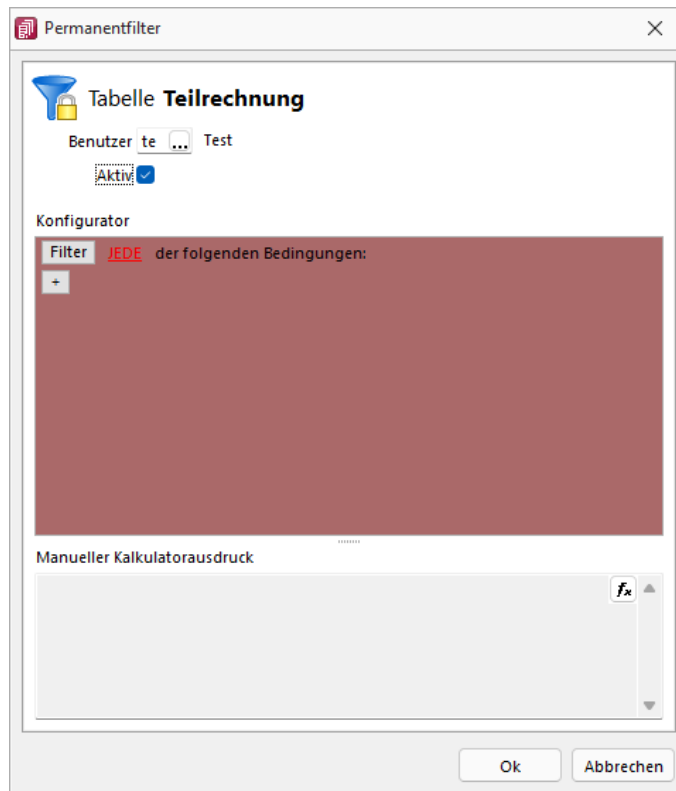 Permanentfilter
Tabelle Teilrechnung
Benutzer te ... Test
Aktiv
Konfigurator
Filter JEDE der folgenden Bedingungen:
+
Manueller Kalkulatorausdruck
fx
Ok Abbrechen